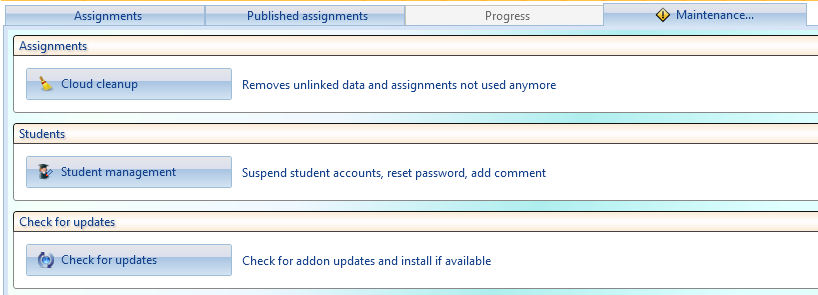 Assignments Published assignments Progress Maintenance...
Assignments
Cloud cleanup Removes unlinked data and assignments not used anymore
Students
Student management Suspend student accounts, reset password, add comment
Check for updates
Check for updates Check for addon updates and install if available